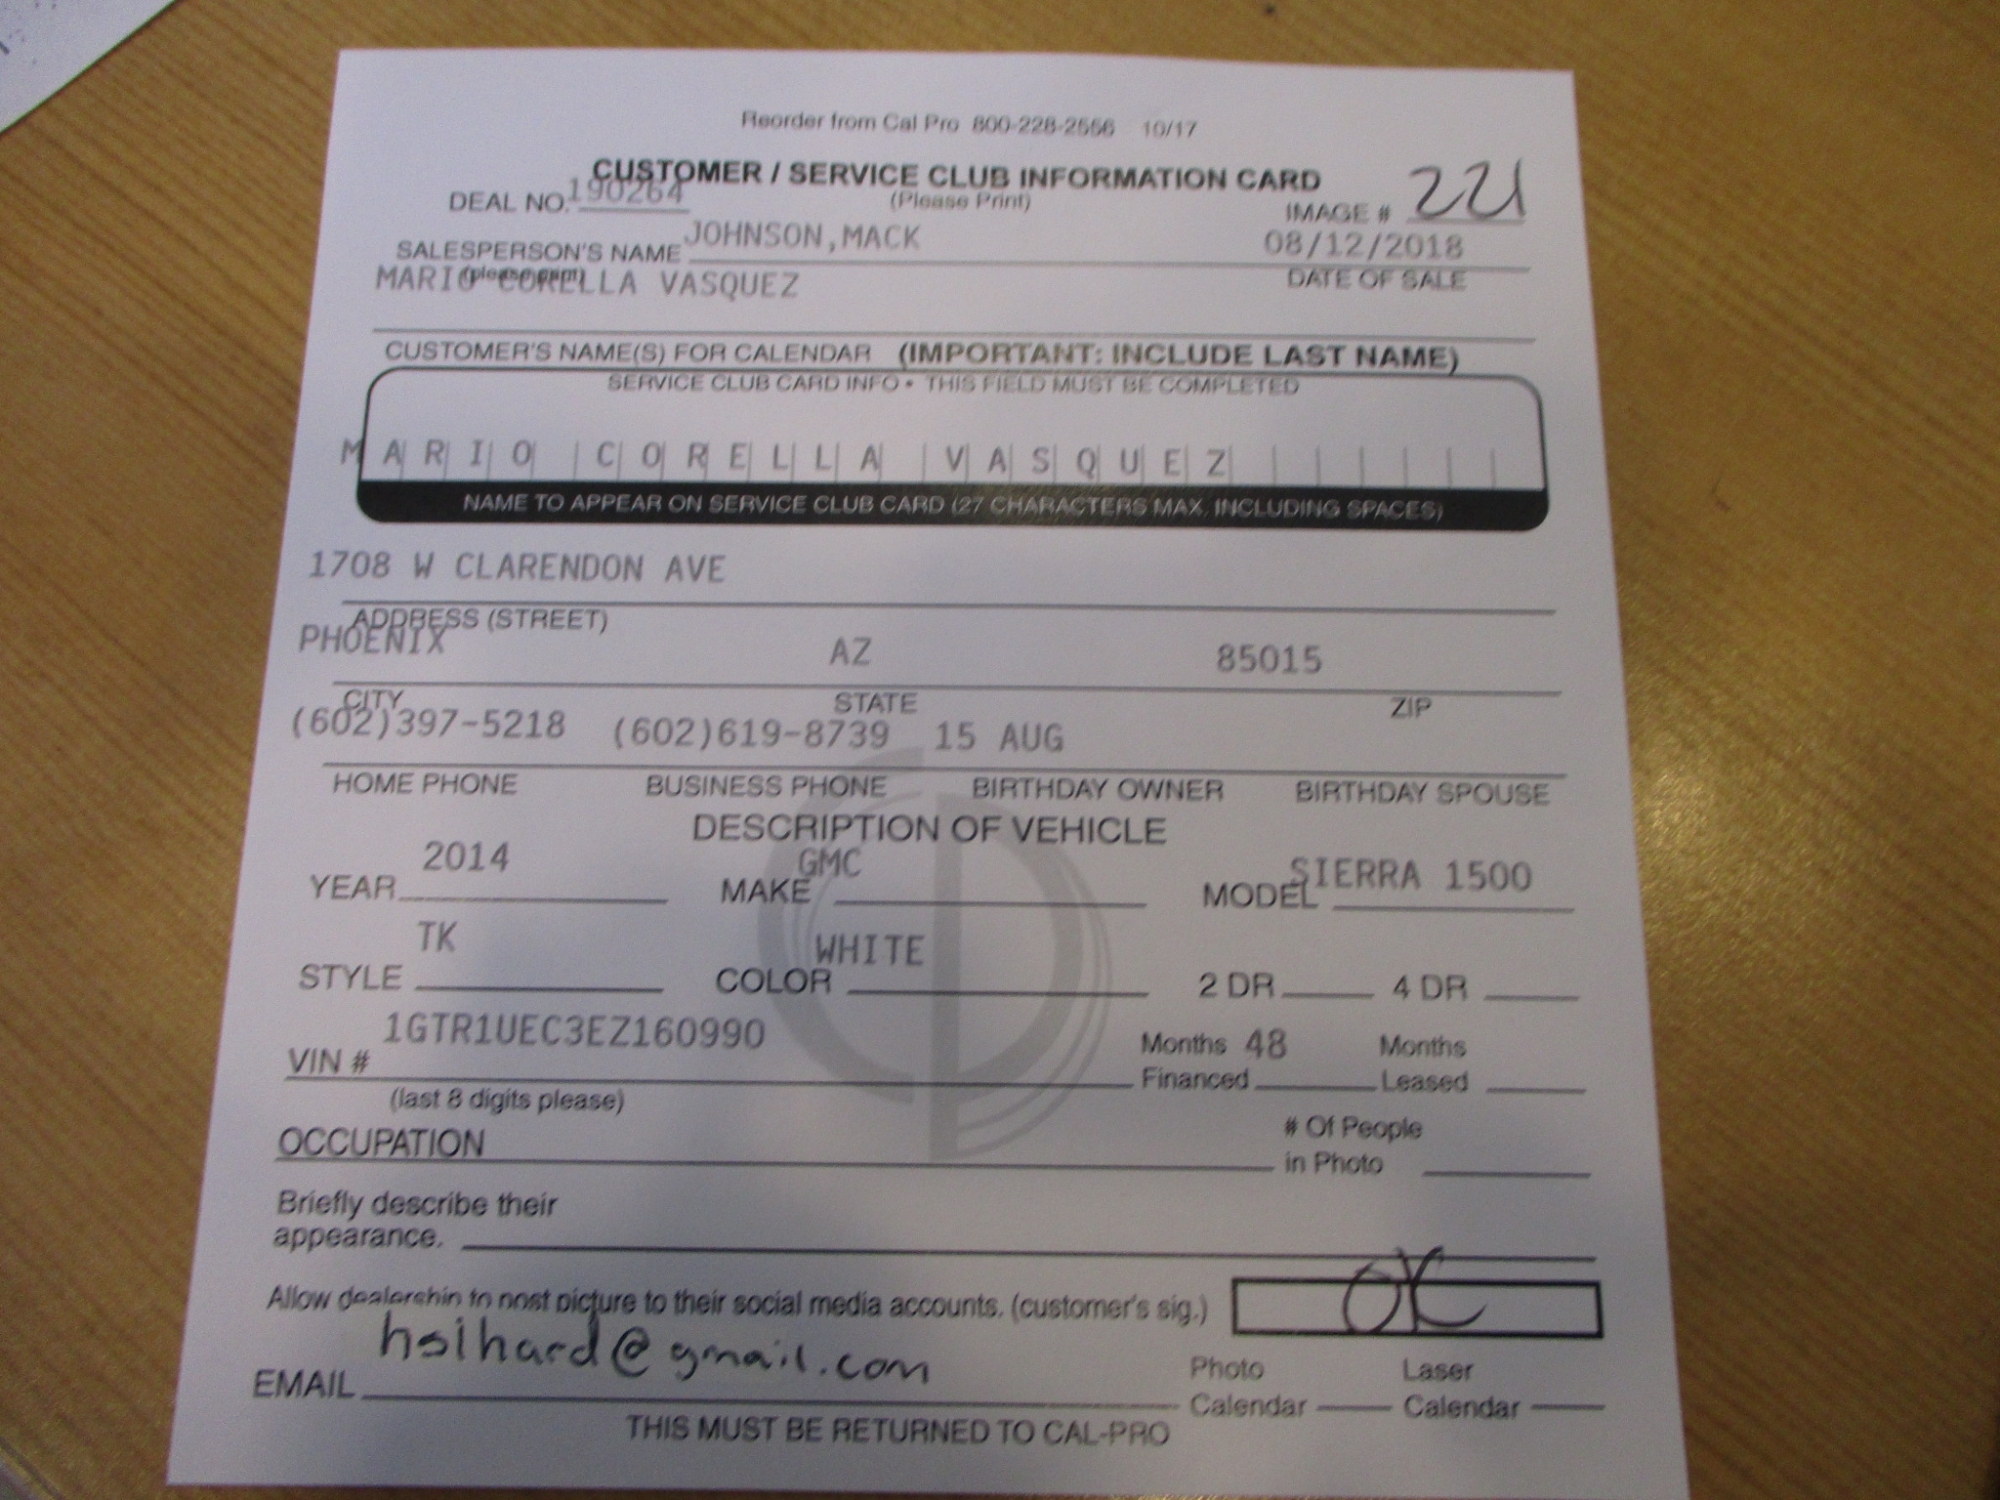 Reorder from Cal Pro 800-228-2556 10/17
CUSTOMER / SERVICE CLUB INFORMATION CARD
DEAL NO. 190264 (Please Print) IMAGE #
SALESPERSON'S NAME JOHNSON,MACK 08/12/2018
(please print) DATE OF SALE
MARIO CORELLA VASQUEZ
CUSTOMER'S NAME(S) FOR CALENDAR (IMPORTANT: INCLUDE LAST NAME)
SERVICE CLUB CARD INFO • THIS FIELD MUST BE COMPLETED
MARIO CORELLA VASQUEZ
NAME TO APPEAR ON SERVICE CLUB CARD (27 CHARACTERS MAX. INCLUDING SPACES)
1708 W CLARENDON AVE
ADDRESS (STREET)
PHOENIX AZ 85015
CITY STATE ZIP
(602)397-5218 (602)619-8739 15 AUG
HOME PHONE BUSINESS PHONE BIRTHDAY OWNER BIRTHDAY SPOUSE
DESCRIPTION OF VEHICLE
YEAR 2014 MAKE GMC MODEL SIERRA 1500
STYLE TK COLOR WHITE 2 DR 4 DR
VIN # 1GTR1UEC3EZ160990 Months Financed 48 Months Leased
(last 8 digits please)
OCCUPATION # Of People in Photo
Briefly describe their
appearance.
Allow dealership to post picture to their social media accounts. (customer's sig.) OK
EMAIL hslhard@gmail.com Photo Calendar Laser Calendar
THIS MUST BE RETURNED TO CAL-PRO